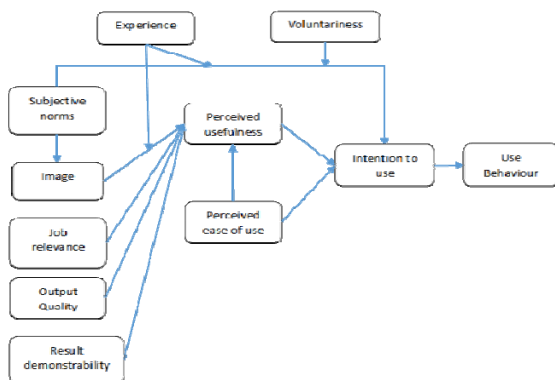 Experience
Voluntariness
Subjective
norms
Perceived
usefulness
Image
Intention to
use
Use
Behaviour
Job
relevance
Perceived
ease of use
Output
Quality
Result
demonstrability